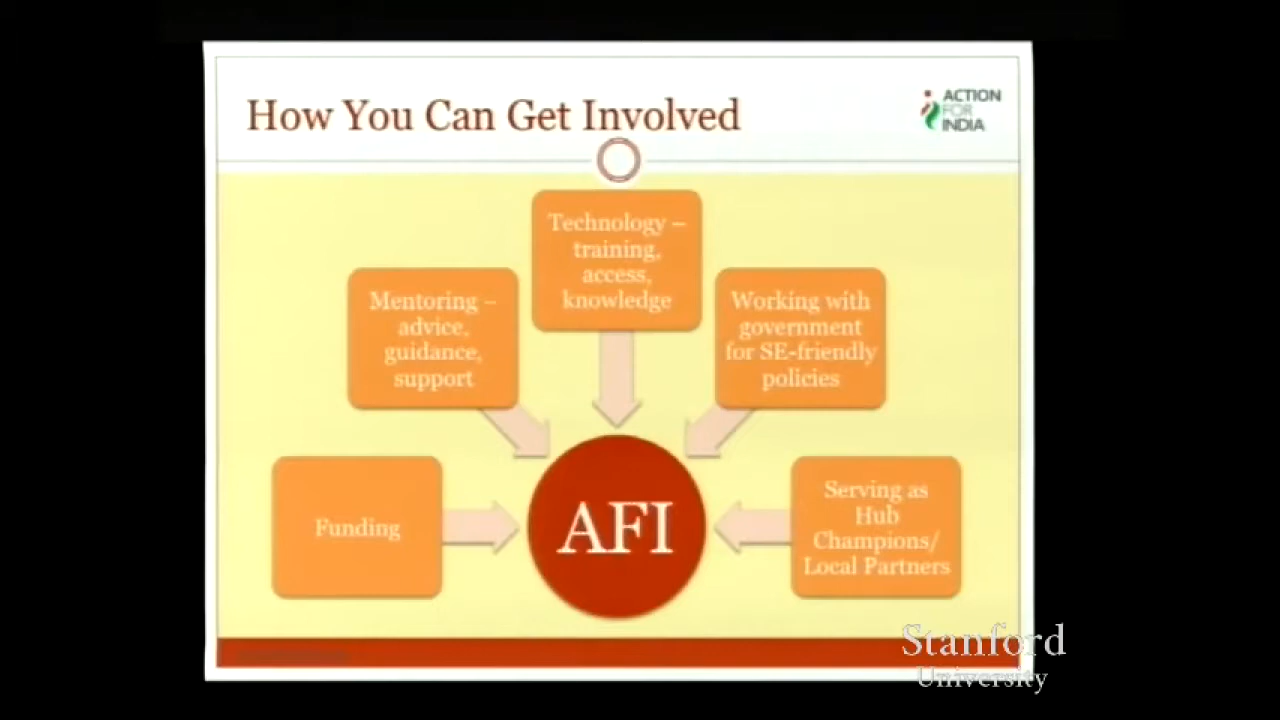 How You Can Get Involved
ACTION
FOR
INDIA
Technology –
training,
access,
knowledge
Mentoring –
advice,
guidance,
support
Working with
government
for SE-friendly
policies
Funding
AFI
Serving as
Hub
Champions/
Local Partners
Stanford
University